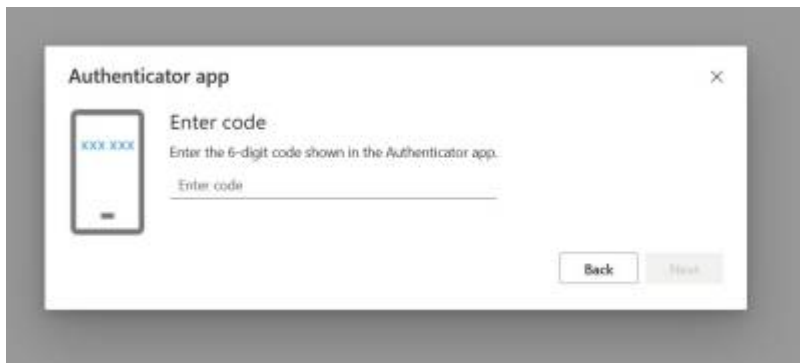 Authenticator app
XXX XXX
Enter code
Enter the 6-digit code shown in the Authenticator app.
Enter code
Back
Next